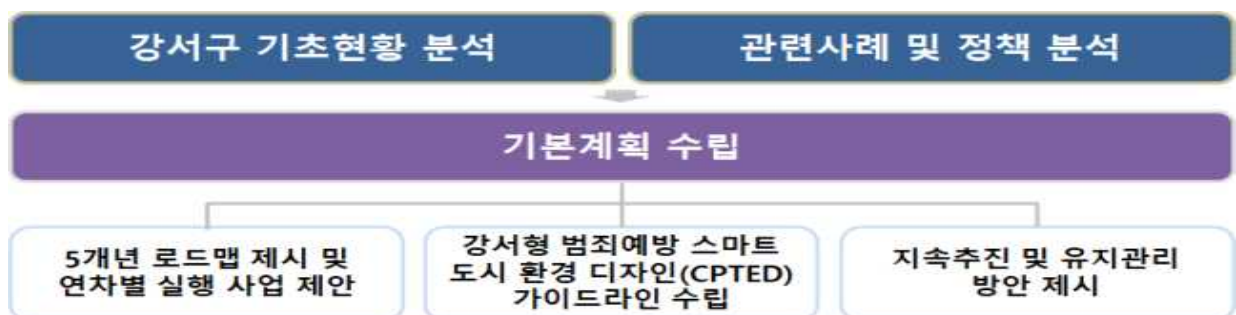 강서구 기초현황 분석
관련사례 및 정책 분석
기본계획 수립
5개년 로드맵 제시 및
연차별 실행 사업 제안
강서형 범죄예방 스마트
도시 환경 디자인(CPTED)
가이드라인 수립
지속추진 및 유지관리
방안 제시